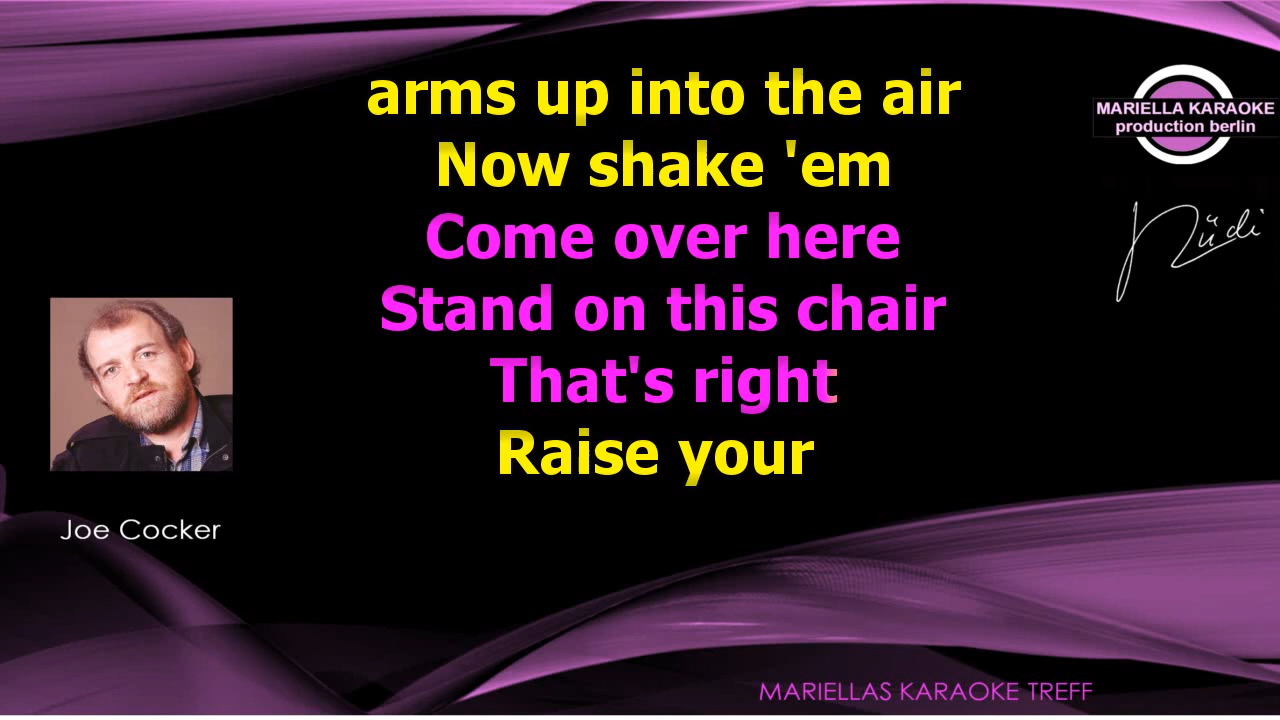 arms up into the air
Now shake 'em
Come over here
Stand on this chair
That's right
Raise your
MARIELLA KARAOKE
production berlin
Rüdi
Joe Cocker
MARIELLAS KARAOKE TREFF